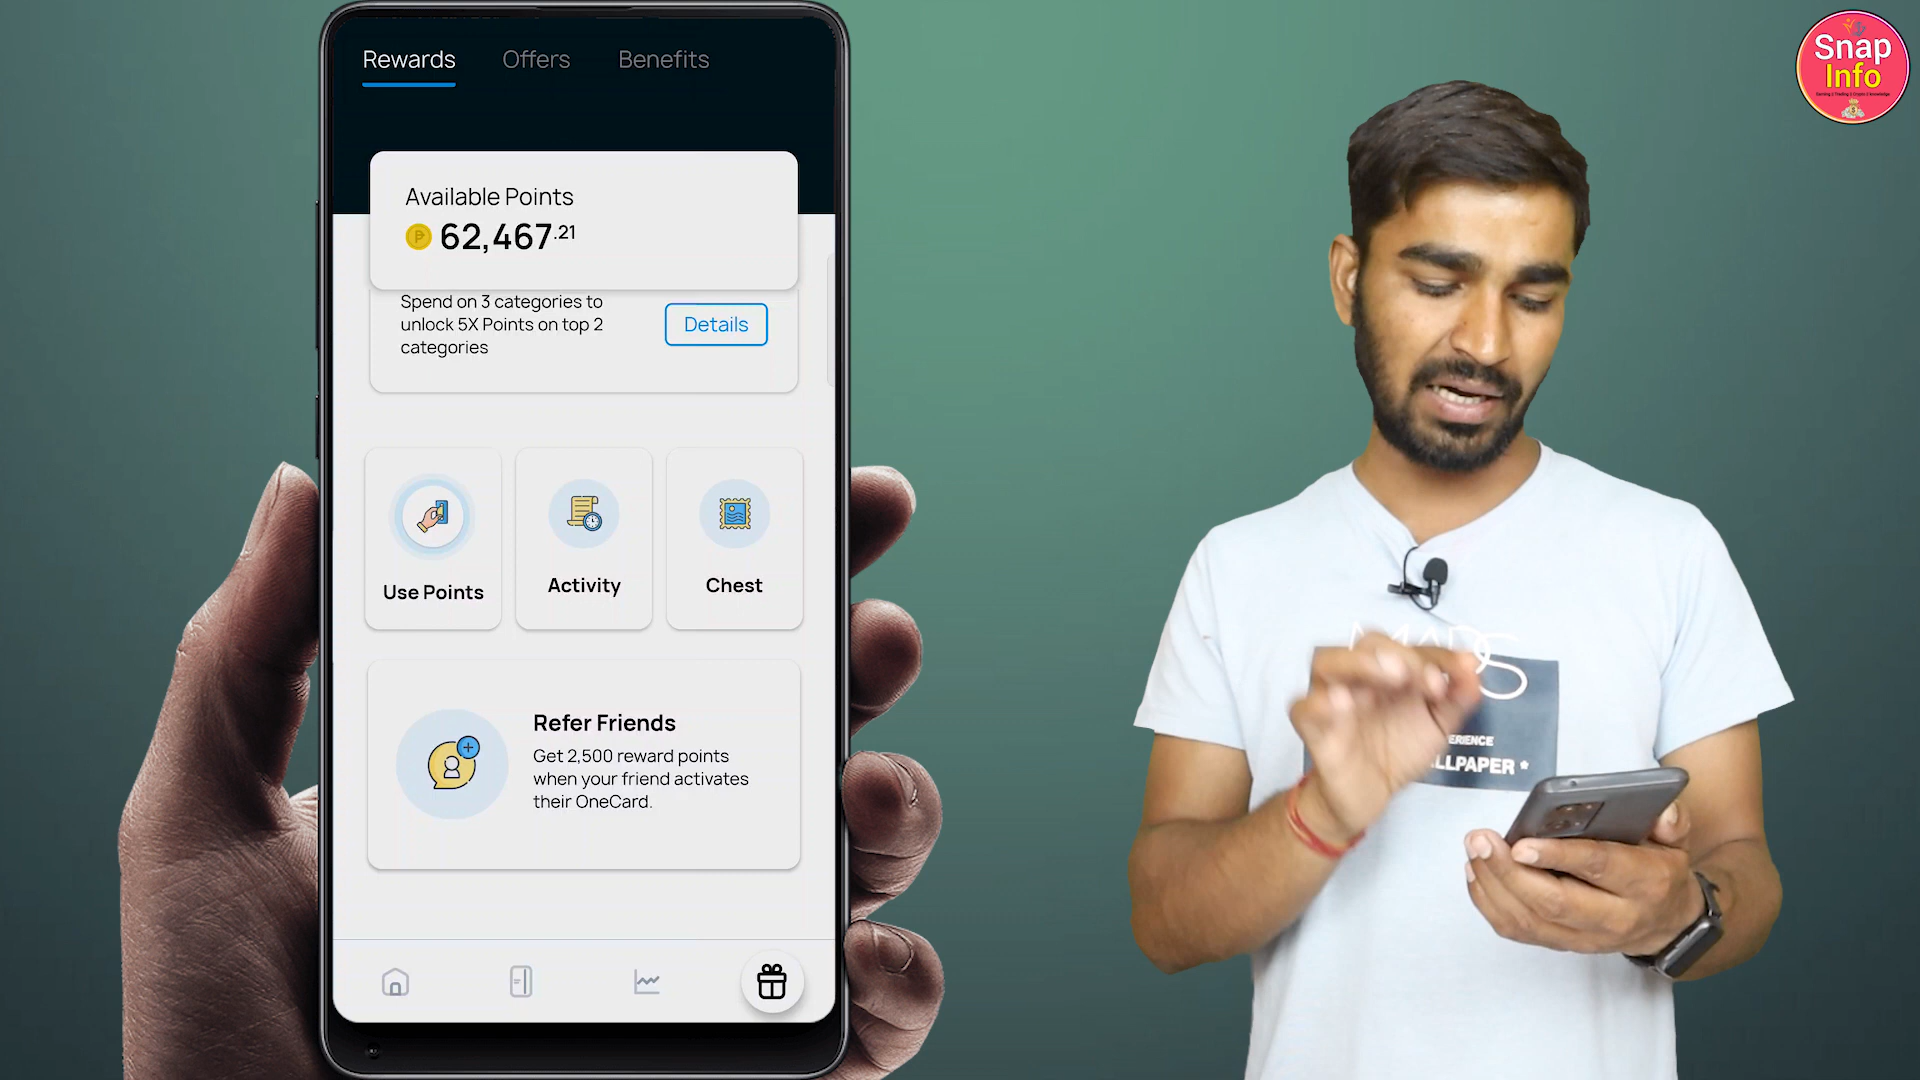 Rewards Offers Benefits
Available Points
62,467.21
Spend on 3 categories to
unlock 5X Points on top 2
categories
Details
Use Points
Activity
Chest
Refer Friends
Get 2,500 reward points
when your friend activates
their OneCard.
Snap
Info